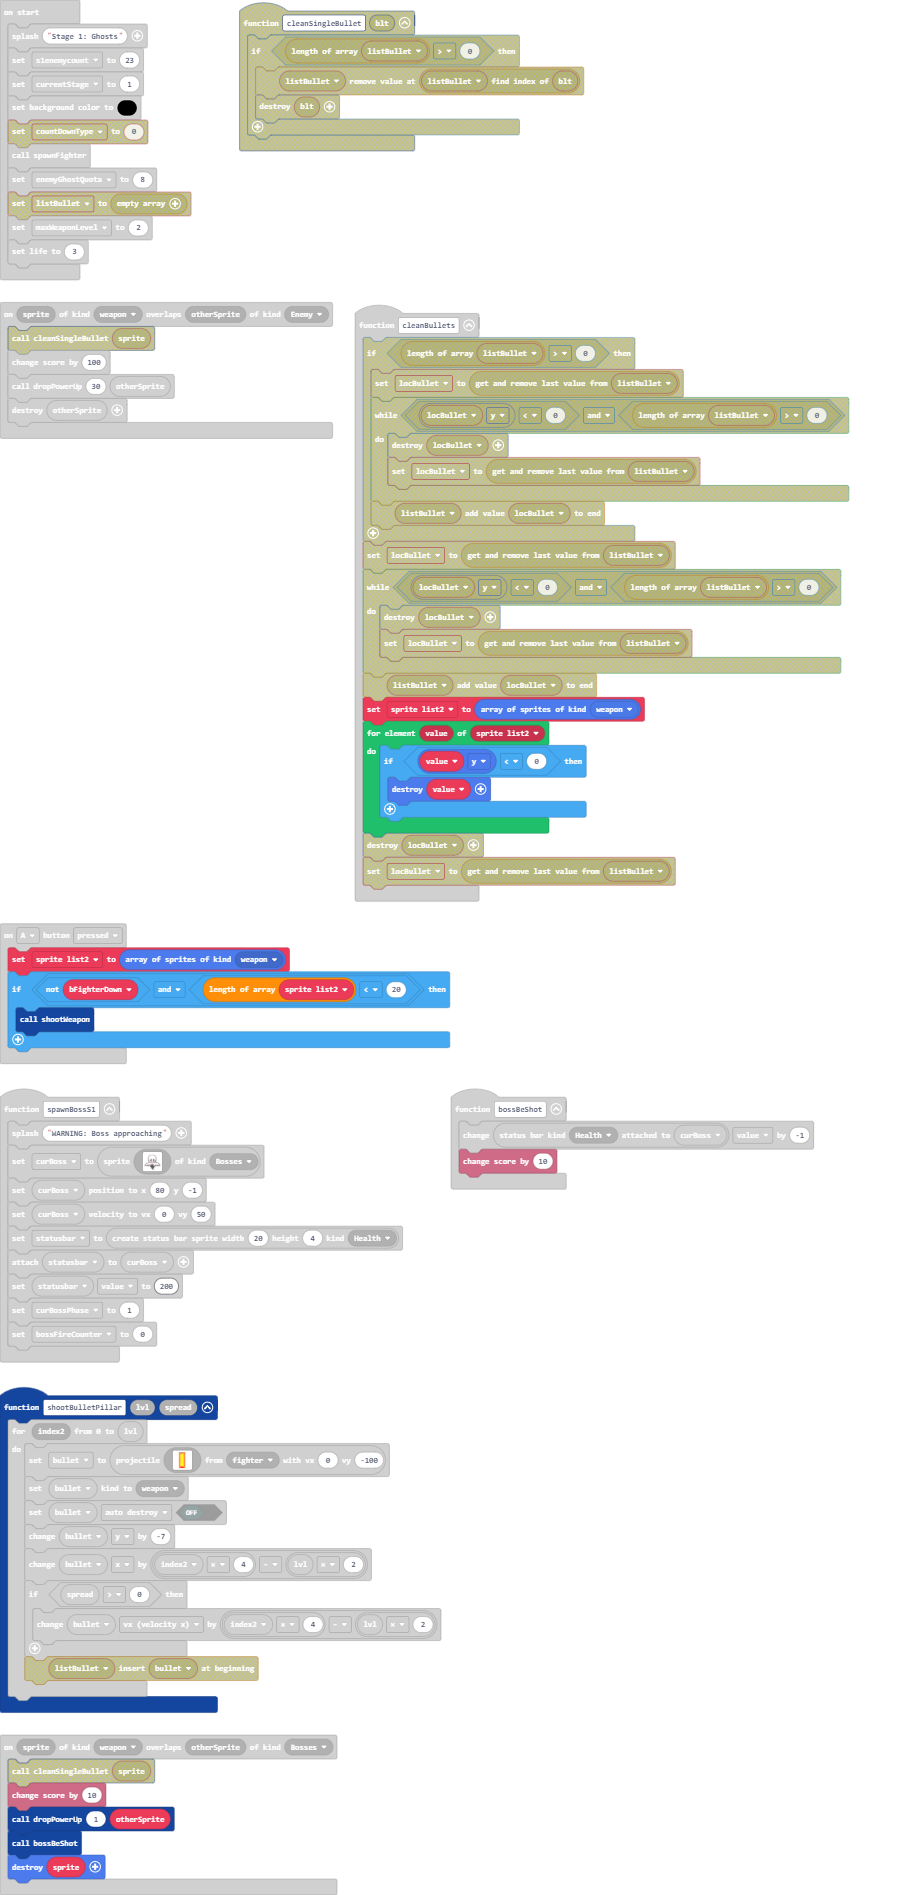 on start
splash "Stage 1: Ghosts"
set s1enemycount to 23
set currentStage to 1
set background color to
set countDownType to 0
call spawnFighter
set enemyGhostQuota to 8
set listBullet to empty array
set maxWeaponLevel to 2
set life to 3
function cleanSingleBullet blt
if length of array listBullet > 0 then
listBullet remove value at listBullet find index of blt
destroy blt
on sprite of kind weapon overlaps otherSprite of kind Enemy
call cleanSingleBullet sprite
change score by 100
call dropPowerUp 30 otherSprite
destroy otherSprite
function cleanBullets
if length of array listBullet > 0 then
set locBullet to get and remove last value from listBullet
while locBullet y < 0 and length of array listBullet > 0
do destroy locBullet
set locBullet to get and remove last value from listBullet
listBullet add value locBullet to end
set locBullet to get and remove last value from listBullet
while locBullet y < 0 and length of array listBullet > 0
do destroy locBullet
set locBullet to get and remove last value from listBullet
listBullet add value locBullet to end
set sprite list2 to array of sprites of kind weapon
for element value of sprite list2
do if value y < 0 then
destroy value
destroy locBullet
set locBullet to get and remove last value from listBullet
on A button pressed
set sprite list2 to array of sprites of kind weapon
if not bFighterDown and length of array sprite list2 < 20 then
call shootWeapon
function spawnBossS1
splash "WARNING: Boss approaching"
set curBoss to sprite of kind Bosses
set curBoss position to x 80 y -1
set curBoss velocity to vx 0 vy 50
set statusbar to create status bar sprite width 20 height 4 kind Health
attach statusbar to curBoss
set statusbar value to 200
set curBossPhase to 1
set bossFireCounter to 0
function bossBeShot
change status bar kind Health attached to curBoss value by -1
change score by 10
function shootBulletPillar lvl spread
for index2 from 0 to lvl
do set bullet to projectile from fighter with vx 0 vy -100
set bullet kind to weapon
set bullet auto destroy OFF
change bullet y by -7
change bullet x by index2 × 4 - lvl × 2
if spread > 0 then
change bullet vx (velocity x) by index2 × 4 - lvl × 2
listBullet insert bullet at beginning
on sprite of kind weapon overlaps otherSprite of kind Bosses
call cleanSingleBullet sprite
change score by 10
call dropPowerUp 1 otherSprite
call bossBeShot
destroy sprite